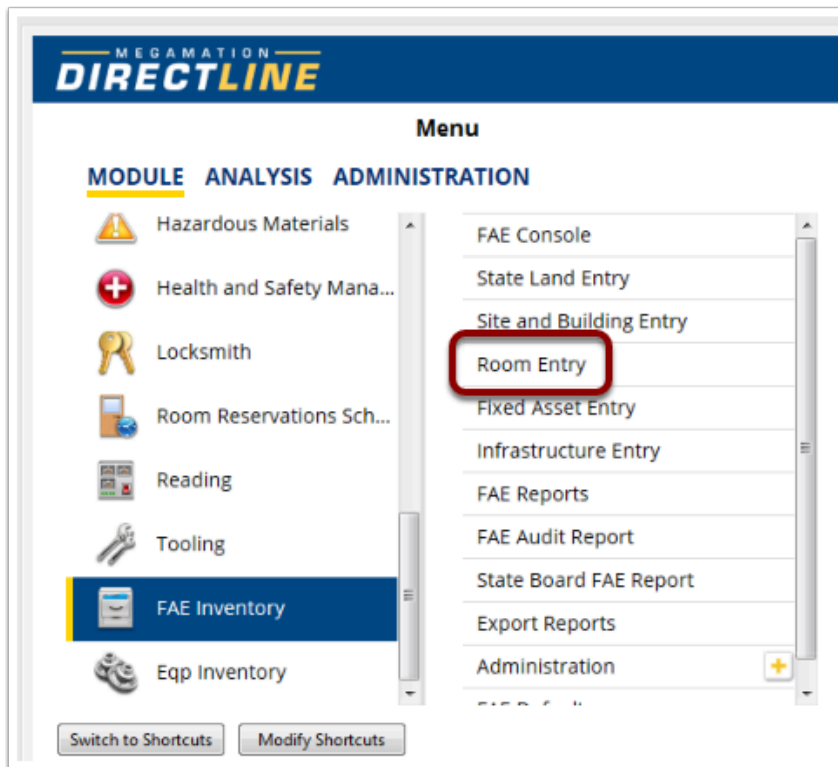 MEGAMATION
DIRECTLINE
Menu
MODULE ANALYSIS ADMINISTRATION
Hazardous Materials
Health and Safety Mana...
Locksmith
Room Reservations Sch...
Reading
Tooling
FAE Inventory
Eqp Inventory
FAE Console
State Land Entry
Site and Building Entry
Room Entry
Fixed Asset Entry
Infrastructure Entry
FAE Reports
FAE Audit Report
State Board FAE Report
Export Reports
Administration
Switch to Shortcuts
Modify Shortcuts